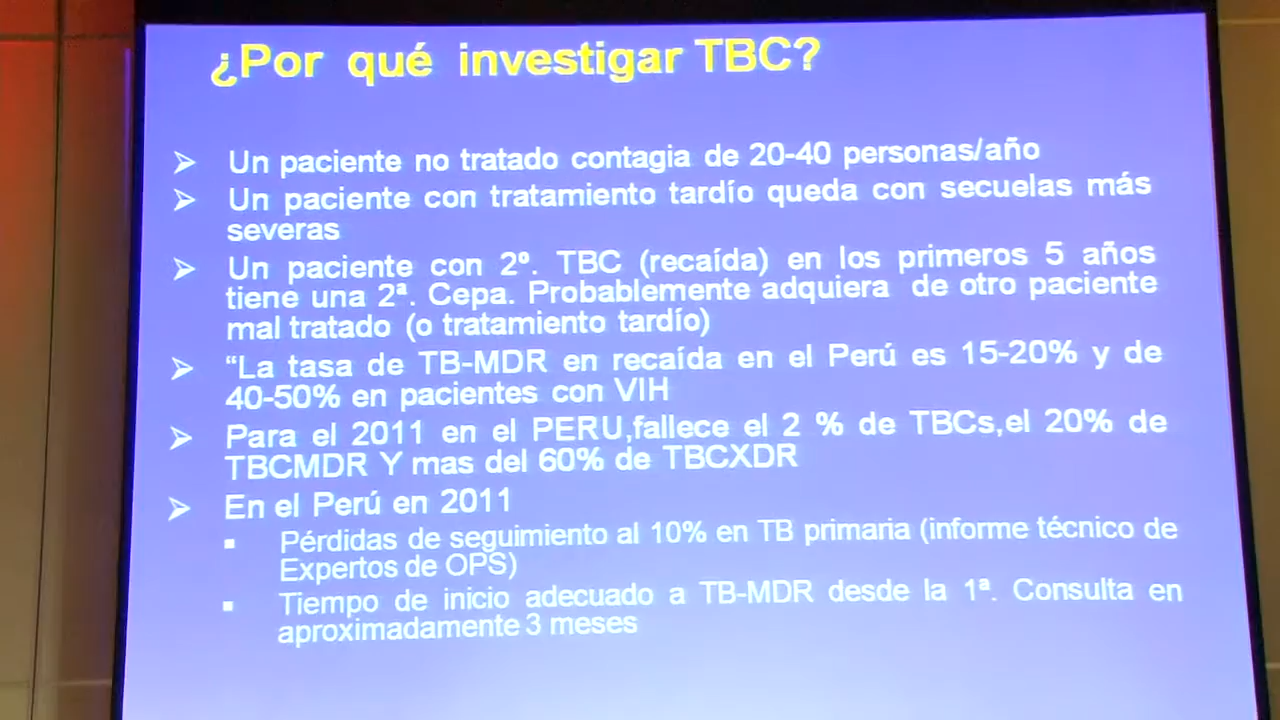 ¿Por qué investigar TBC?
Un paciente no tratado contagia de 20-40 personas/año
Un paciente con tratamiento tardío queda con secuelas más
severas
Un paciente con 2º. TBC (recaída) en los primeros 5 años
tiene una 2ª. Cepa. Probablemente adquiera de otro paciente
mal tratado (o tratamiento tardío)
“La tasa de TB-MDR en recaída en el Perú es 15-20% y de
40-50% en pacientes con VIH
Para el 2011 en el PERU,fallece el 2 % de TBCs,el 20% de
TBCMDR Y mas del 60% de TBCXDR
En el Perú en 2011
Pérdidas de seguimiento al 10% en TB primaria (informe técnico de
Expertos de OPS)
Tiempo de inicio adecuado a TB-MDR desde la 1ª. Consulta en
aproximadamente 3 meses